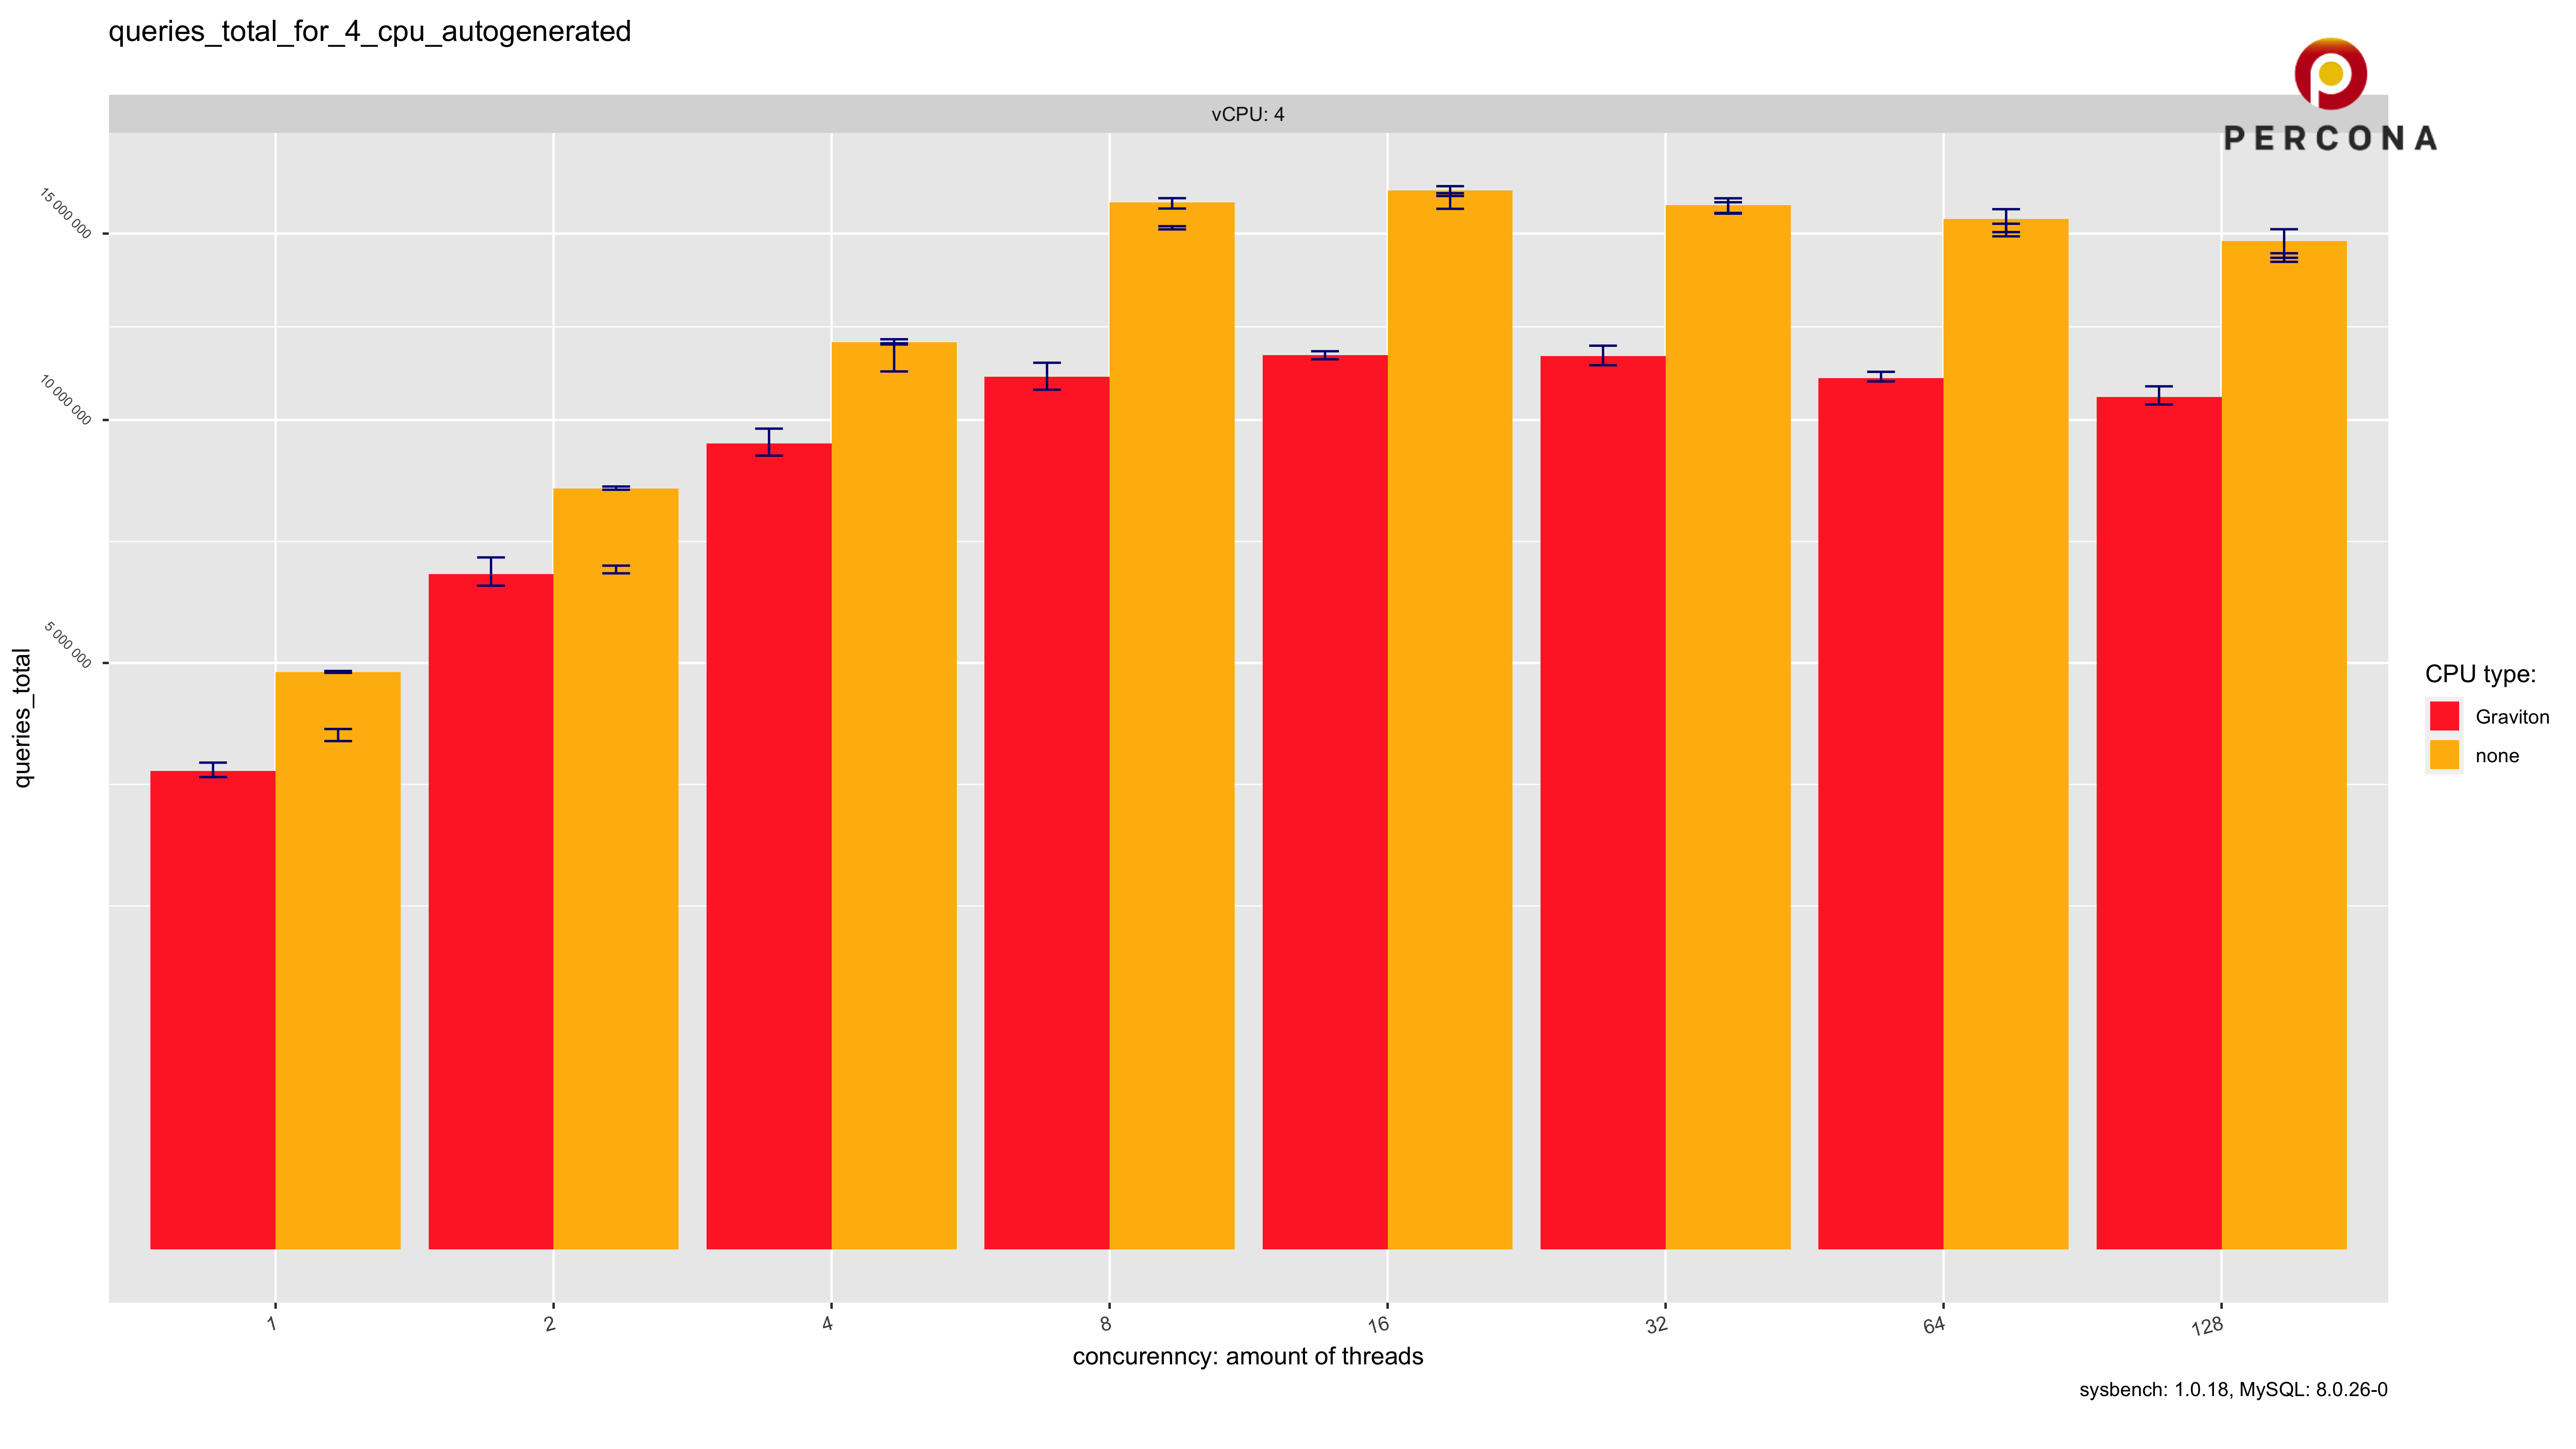 queries_total_for_4_cpu_autogenerated
PERCONA
vCPU: 4
15 000 000
10 000 000
5 000 000
queries_total
CPU type:
Graviton
none
1 2 4 8 16 32 64 128
concurenncy: amount of threads
sysbench: 1.0.18, MySQL: 8.0.26-0